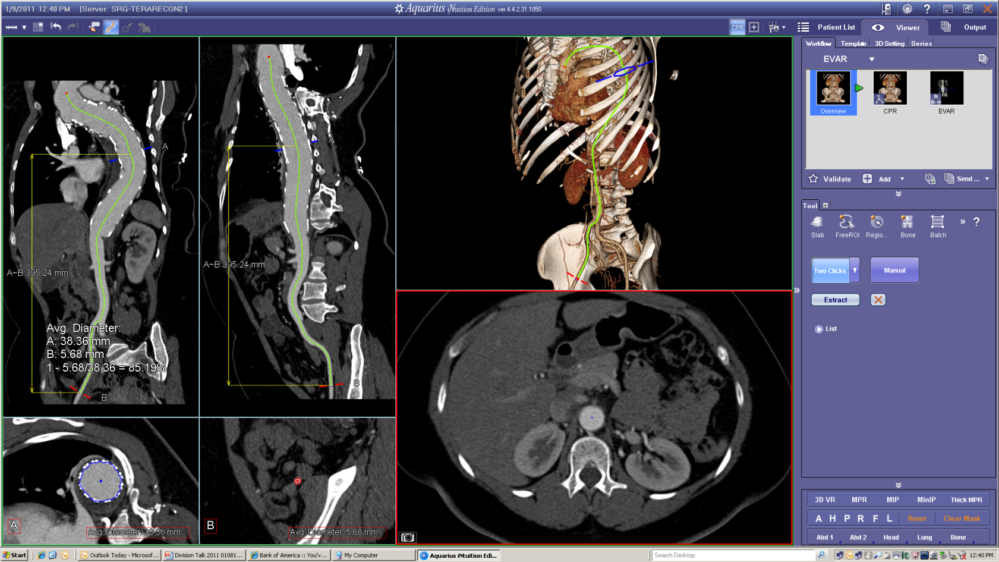 1/9/2011 12:40 PM [Server: SRG-TERARECON2 ]
Aquarius iNtuition Edition ver.4.4.2.31.1050
CPR
Patient List
Viewer
Output
Workflow
Template
3D Setting
Series
EVAR
Overview
CPR
EVAR
Validate
Add
Send ...
Tool
Slab
FreeROI
Regio...
Bone
Batch
Two Clicks
Manual
Extract
List
A
A~B:395.24 mm
Avg. Diameter:
A: 38.36 mm
B: 5.68 mm
1 - 5.68/38.36 = 85.19%
B
A
A~B:395.24 mm
B
A
Avg. Diameter: 38.36 mm
B
Avg. Diameter: 5.68 mm
3D VR
MPR
MIP
MinIP
Thick MPR
A H P R F L
Reset
Clear Mask
Abd 1
Abd 2
Head
Lung
Bone
Start
Outlook Today - Microsof...
Division Talk 2011 01081...
Bank of America :: You'v...
My Computer
Aquarius iNtuition Edi...
Search Desktop
12:40 PM